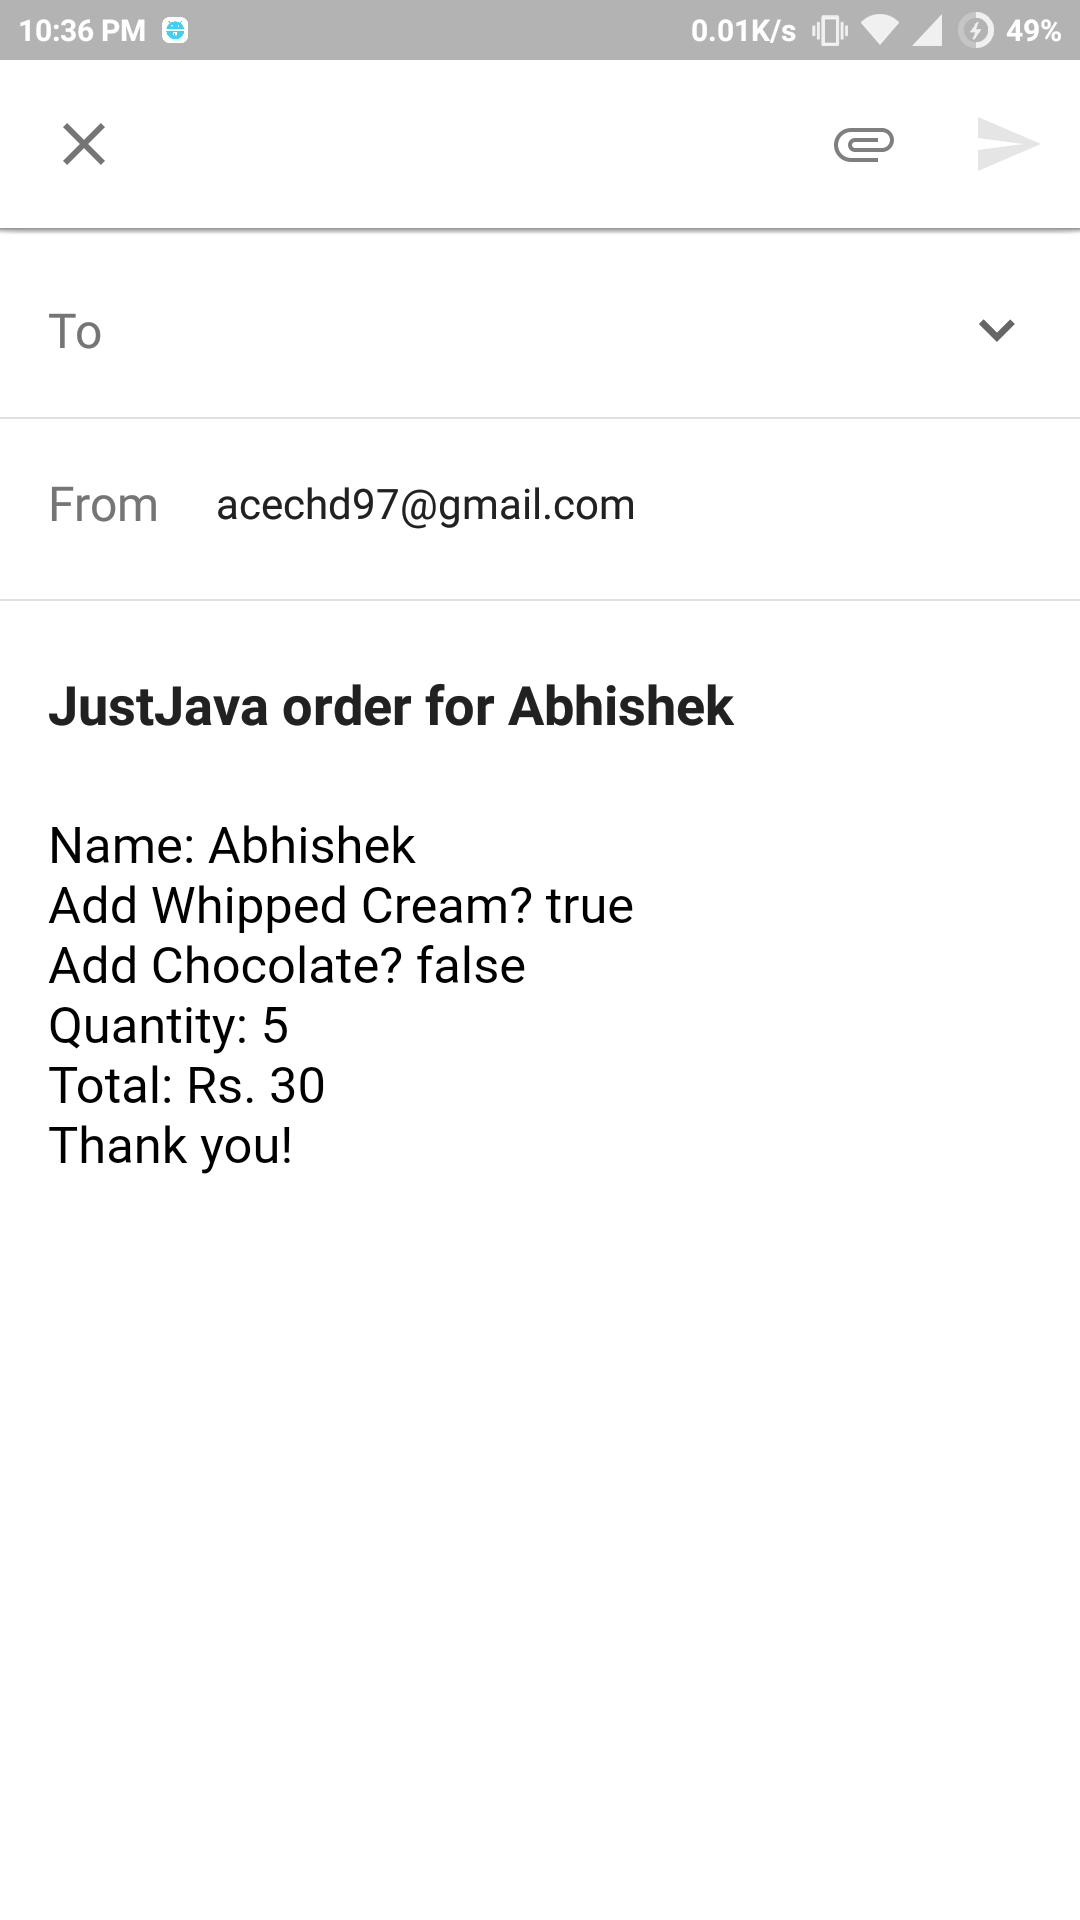 10:36 PM 0.01K/s 49%
To
From acechd97@gmail.com
JustJava order for Abhishek
Name: Abhishek
Add Whipped Cream? true
Add Chocolate? false
Quantity: 5
Total: Rs. 30
Thank you!